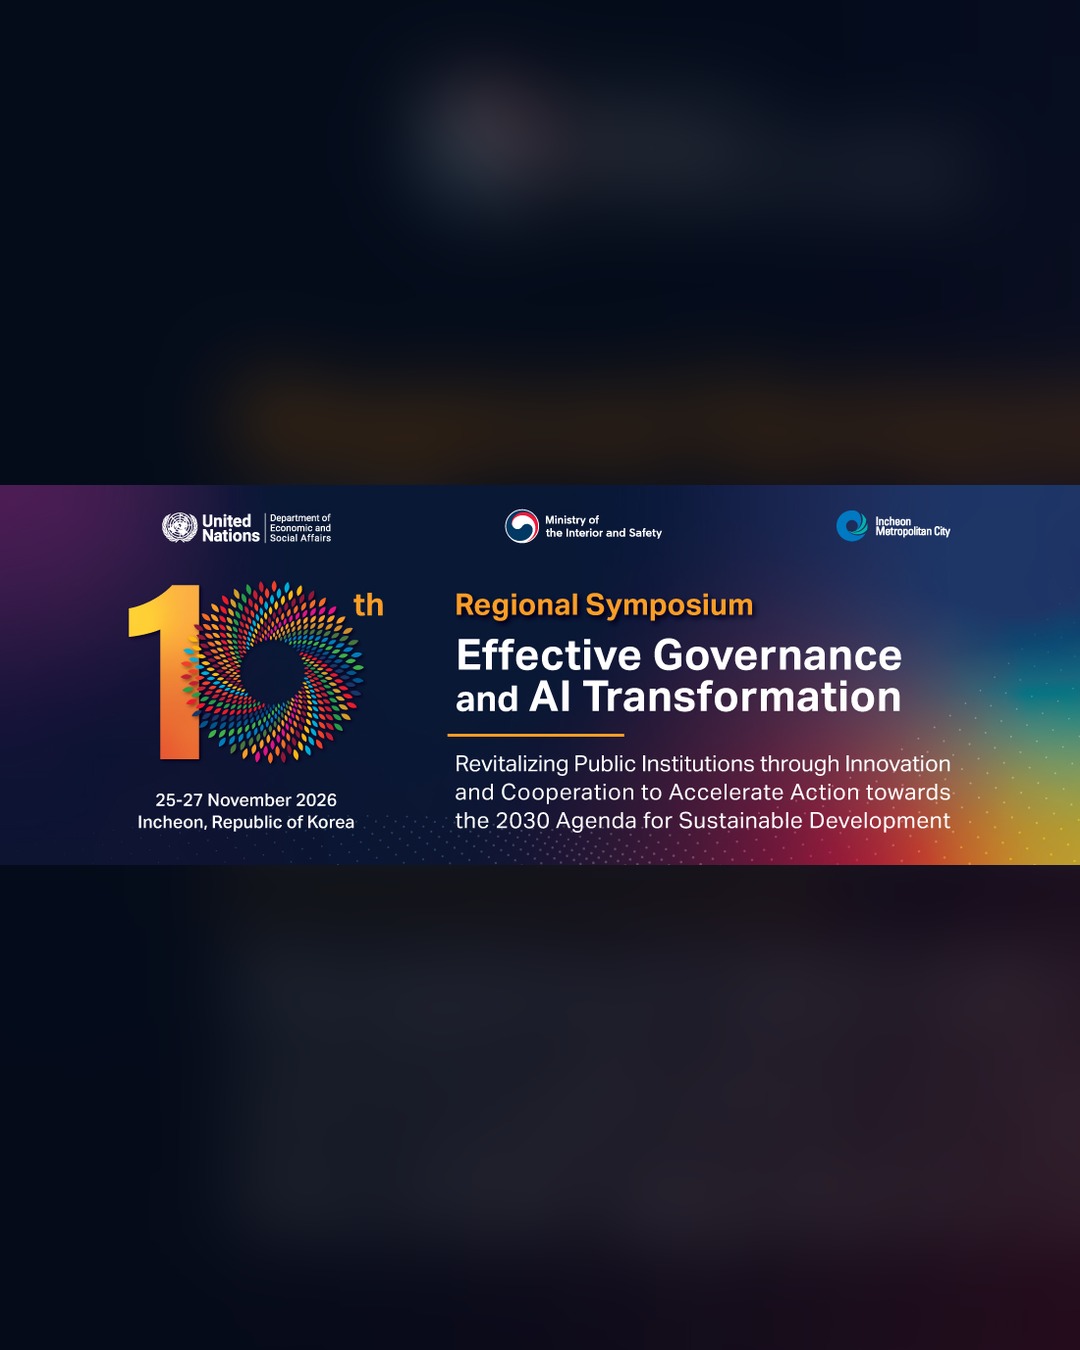 United
Nations
Department of
Economic and
Social Affairs
Ministry of
the Interior and Safety
Incheon
Metropolitan City
10th
25-27 November 2026
Incheon, Republic of Korea
Regional Symposium
Effective Governance
and AI Transformation
Revitalizing Public Institutions through Innovation
and Cooperation to Accelerate Action towards
the 2030 Agenda for Sustainable Development